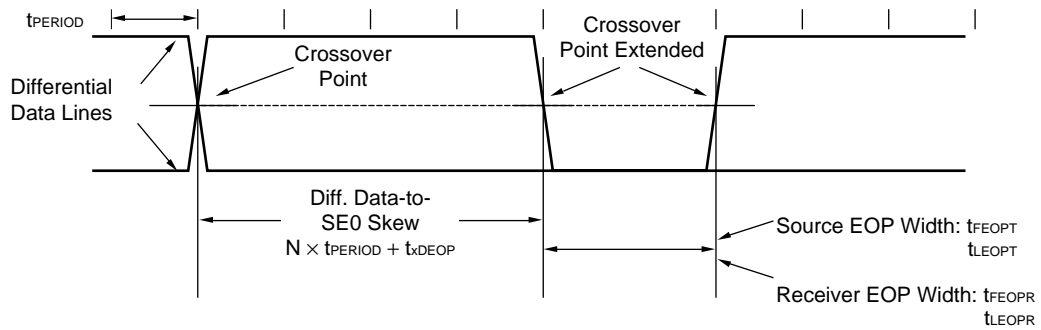 tPERIOD
Crossover
Point
Crossover
Point Extended
Differential
Data Lines
Diff. Data-to-
SE0 Skew
N × tPERIOD + txDEOP
Source EOP Width: tFEOPT
tLEOPT
Receiver EOP Width: tFEOPR
tLEOPR